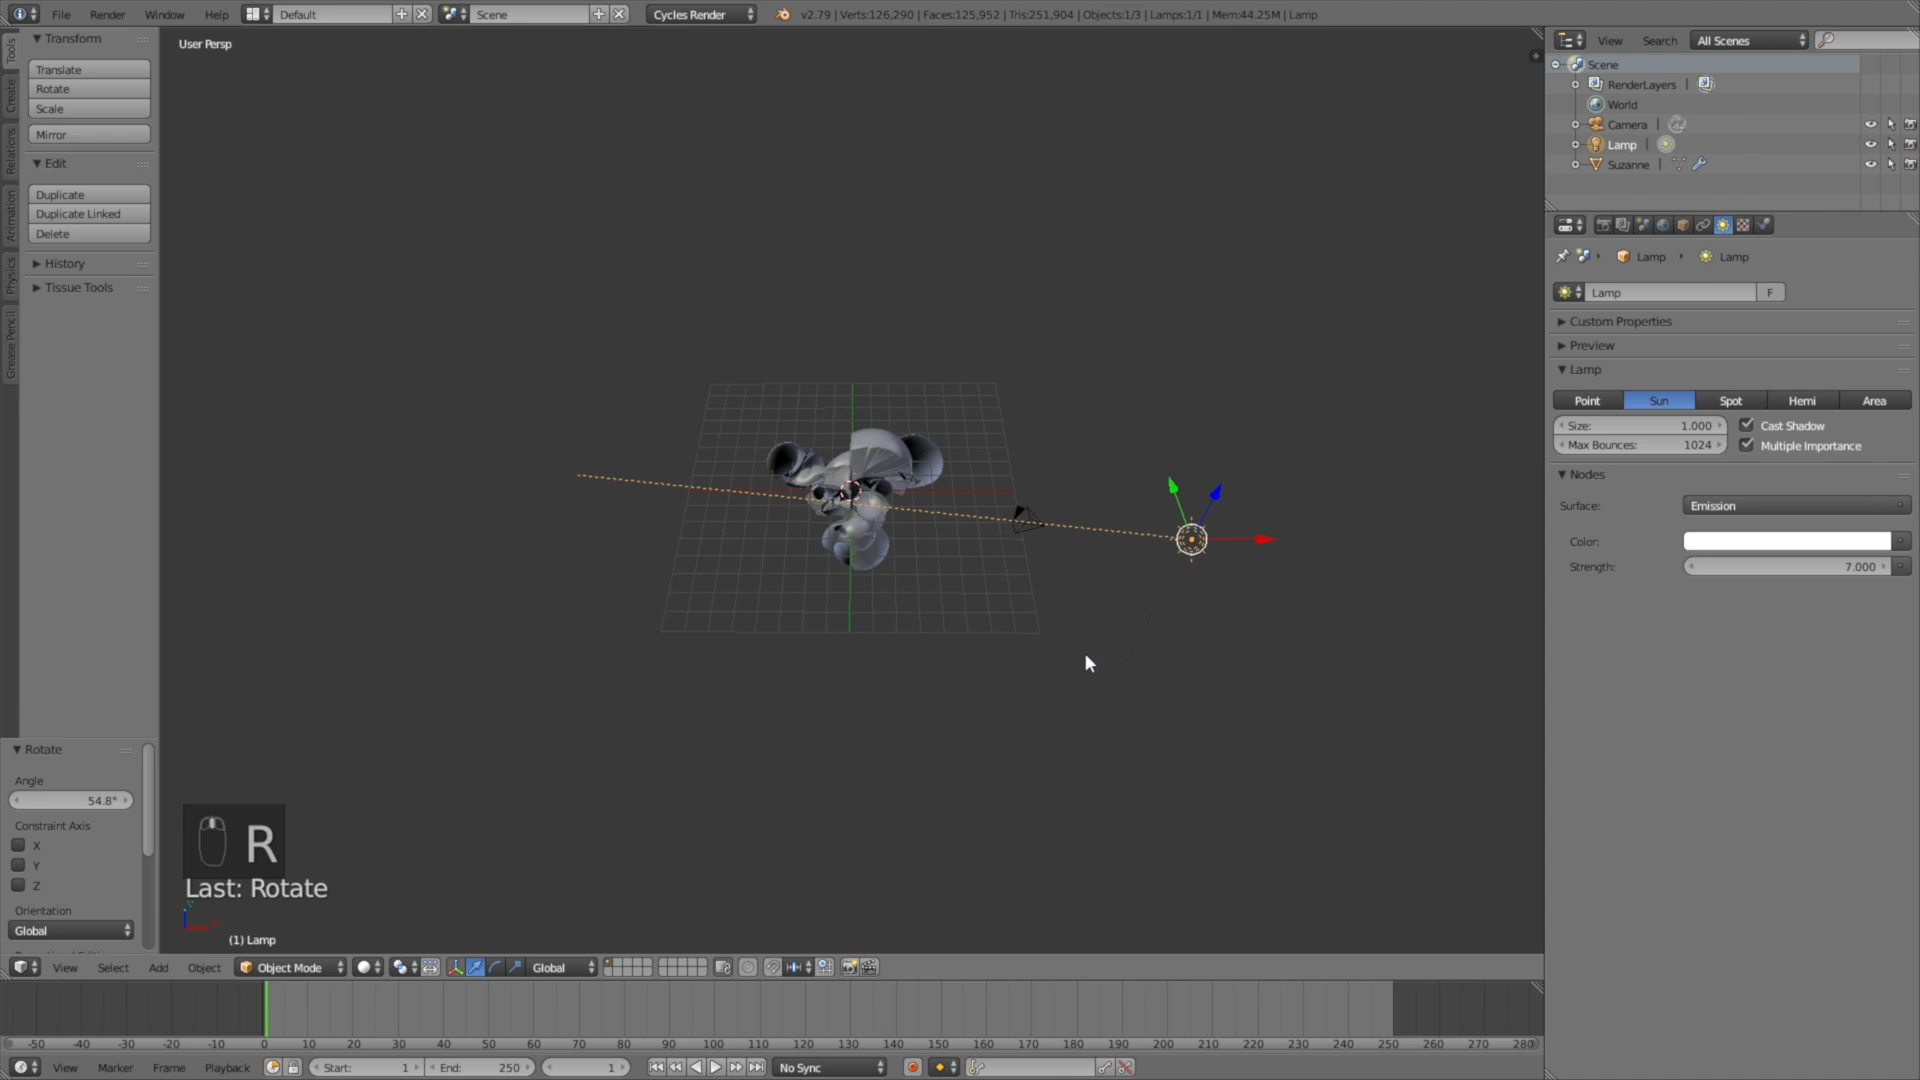 File Render Window Help Default Scene Cycles Render v2.79 | Verts:126,290 | Faces:125,952 | Tris:251,904 | Objects:1/3 | Lamps:1/1 | Mem:44.25M | Lamp
Tools
Create
Relations
Animation
Physics
Grease Pencil
Transform
Translate
Rotate
Scale
Mirror
Edit
Duplicate
Duplicate Linked
Delete
History
Tissue Tools
Rotate
Angle
54.8°
Constraint Axis
X
Y
Z
Orientation
Global
User Persp
R
Last: Rotate
(1) Lamp
View Select Add Object Object Mode Global
-50 -40 -30 -20 -10 0 10 20 30 40 50 60 70 80 90 100 110 120 130 140 150 160 170 180 190 200 210 220 230 240 250 260 270 280
View Marker Frame Playback Start: 1 End: 250 1 No Sync
View Search All Scenes
Scene
RenderLayers |
World
Camera |
Lamp |
Suzanne |
Lamp Lamp
Lamp F
Custom Properties
Preview
Lamp
Point Sun Spot Hemi Area
Size: 1.000 Cast Shadow
Max Bounces: 1024 Multiple Importance
Nodes
Surface: Emission
Color:
Strength: 7.000